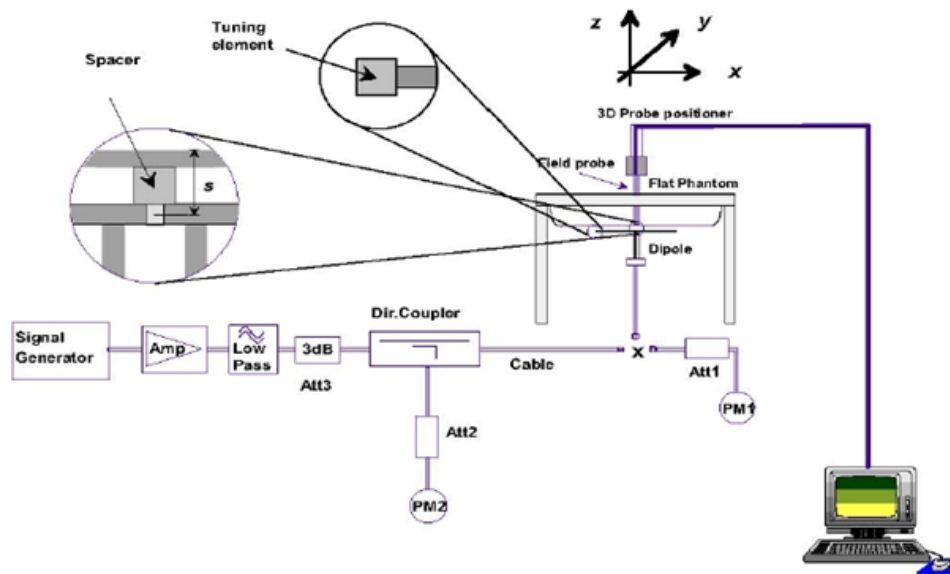 Tuning
element
Spacer
s
z
y
x
3D Probe positioner
Field probe
Flat Phantom
Dipole
Signal
Generator
Amp
Low
Pass
3dB
Att3
Dir.Coupler
Cable
x
Att1
PM1
Att2
PM2